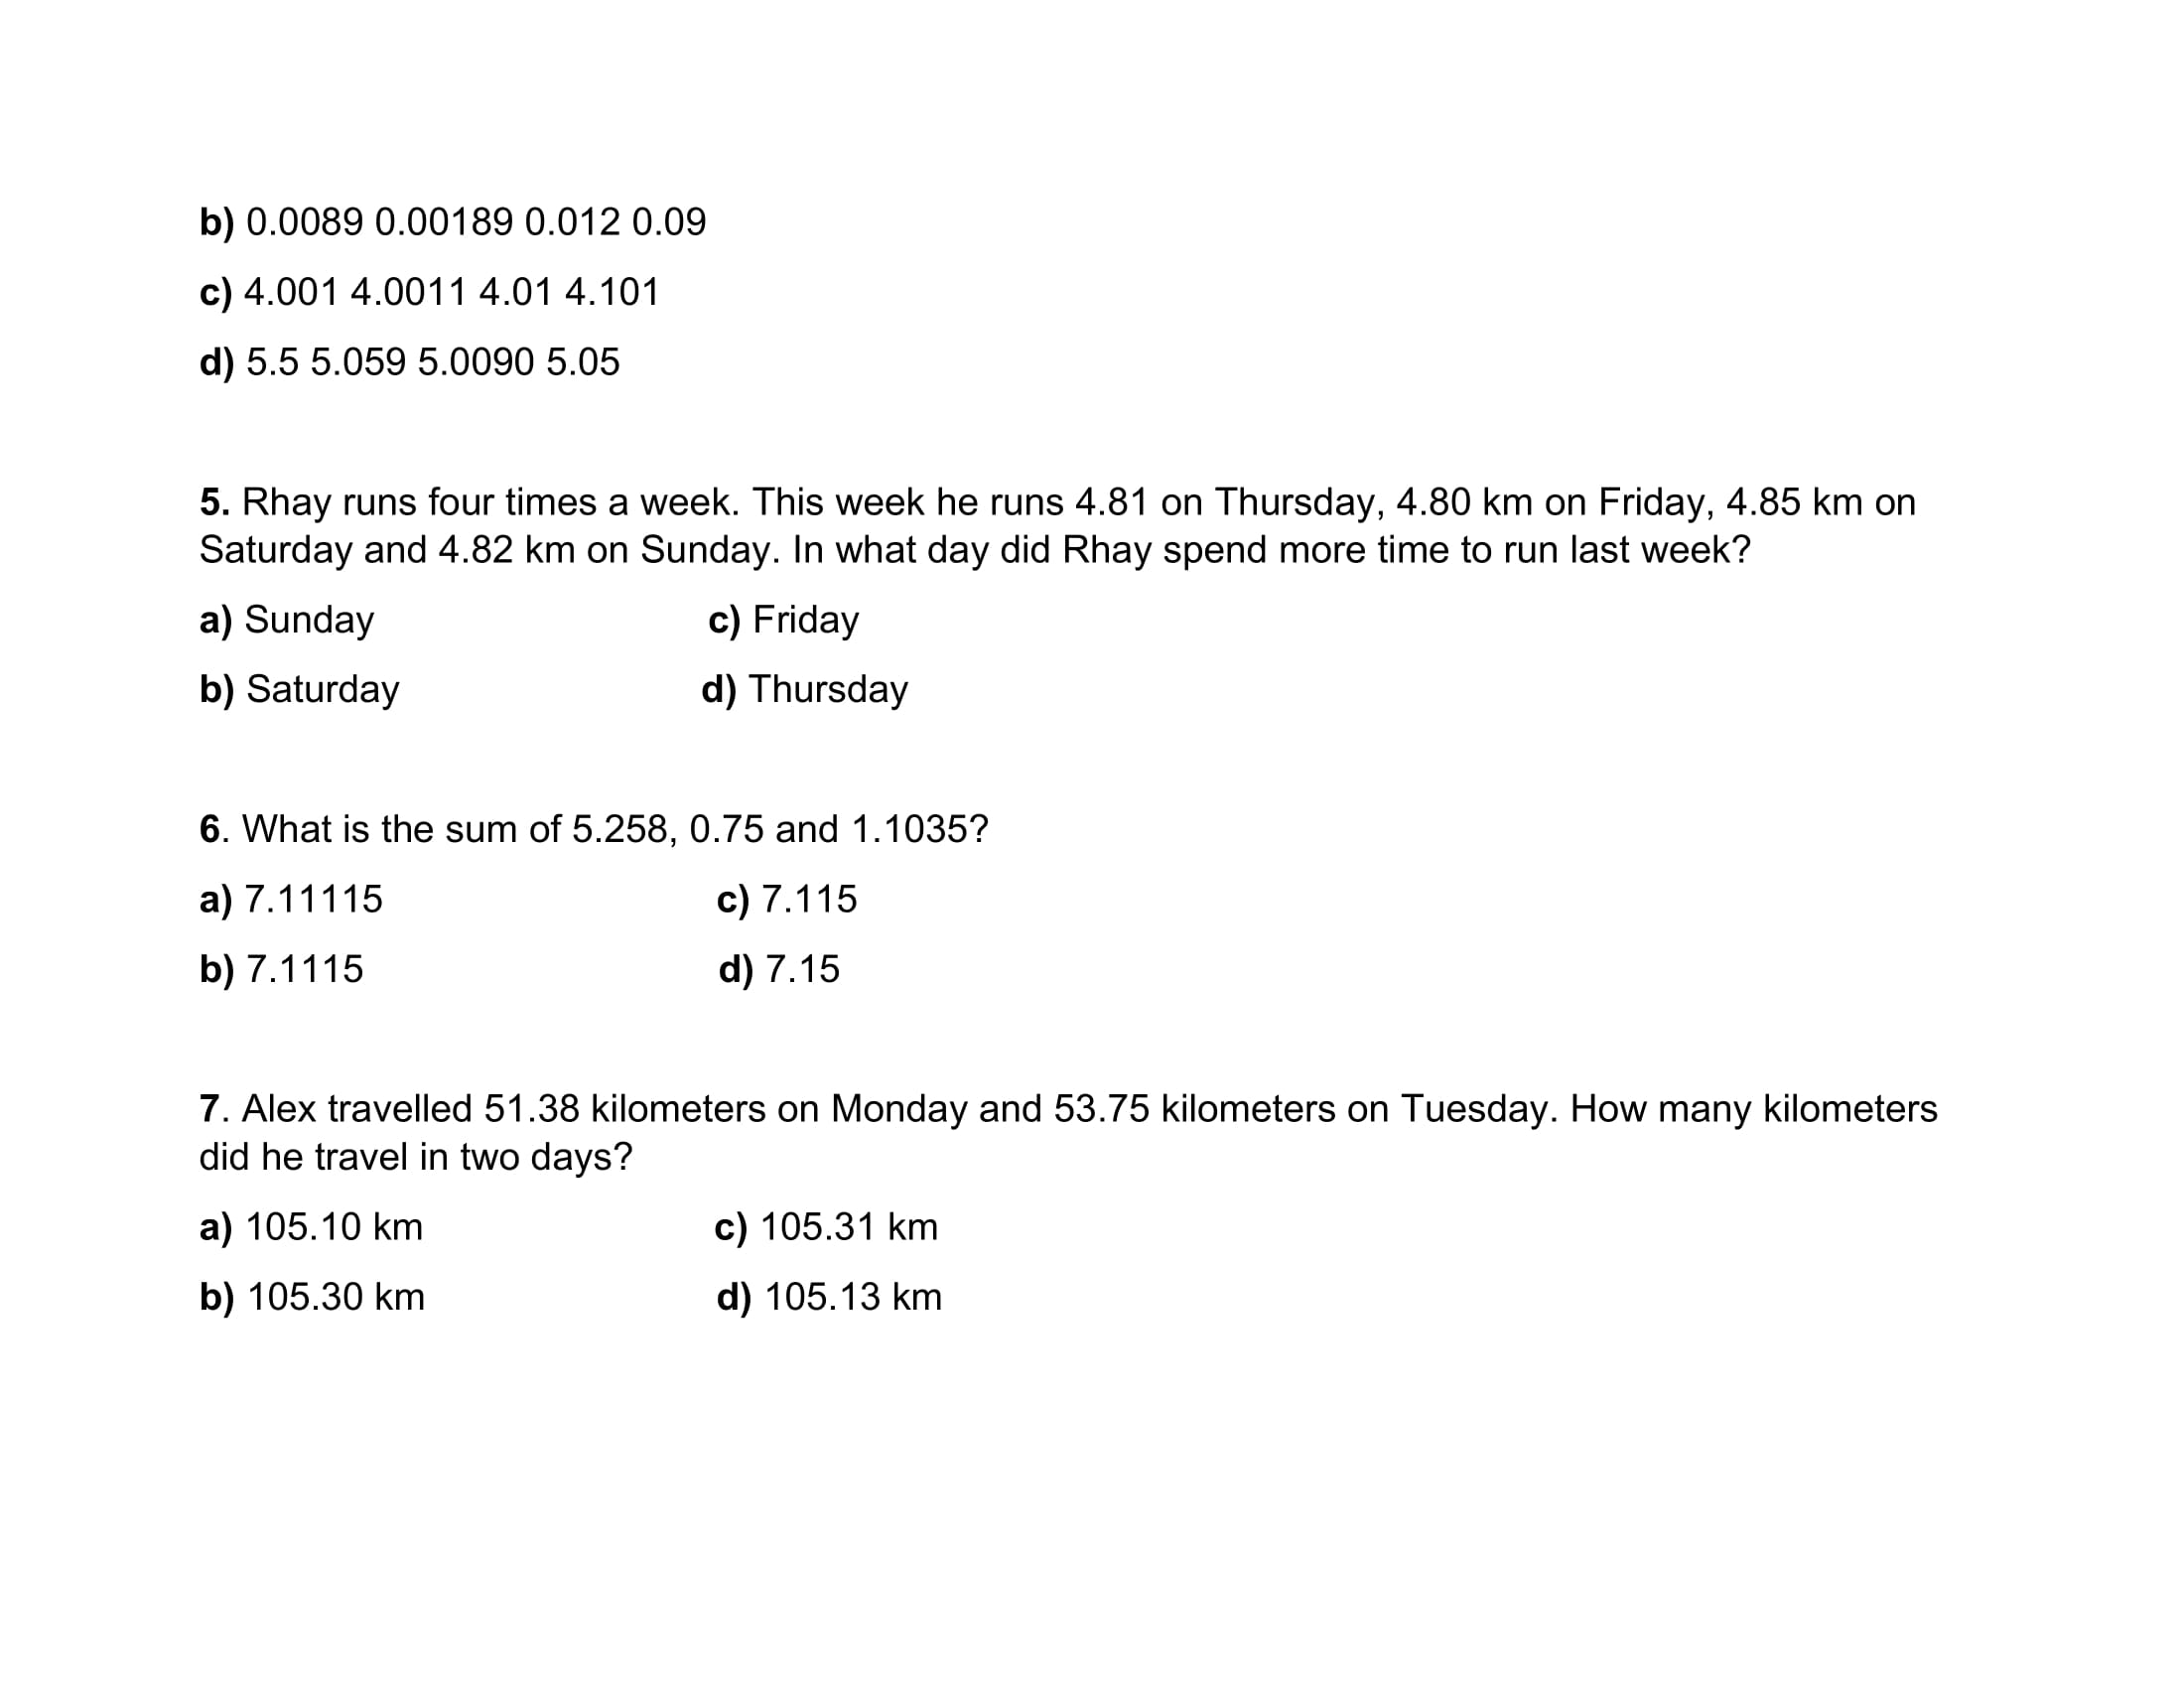 b) 0.0089 0.00189 0.012 0.09
c) 4.001 4.0011 4.01 4.101
d) 5.5 5.059 5.0090 5.05
5. Rhay runs four times a week. This week he runs 4.81 on Thursday, 4.80 km on Friday, 4.85 km on
Saturday and 4.82 km on Sunday. In what day did Rhay spend more time to run last week?
a) Sunday c) Friday
b) Saturday d) Thursday
6. What is the sum of 5.258, 0.75 and 1.1035?
a) 7.11115 c) 7.115
b) 7.1115 d) 7.15
7. Alex travelled 51.38 kilometers on Monday and 53.75 kilometers on Tuesday. How many kilometers
did he travel in two days?
a) 105.10 km c) 105.31 km
b) 105.30 km d) 105.13 km